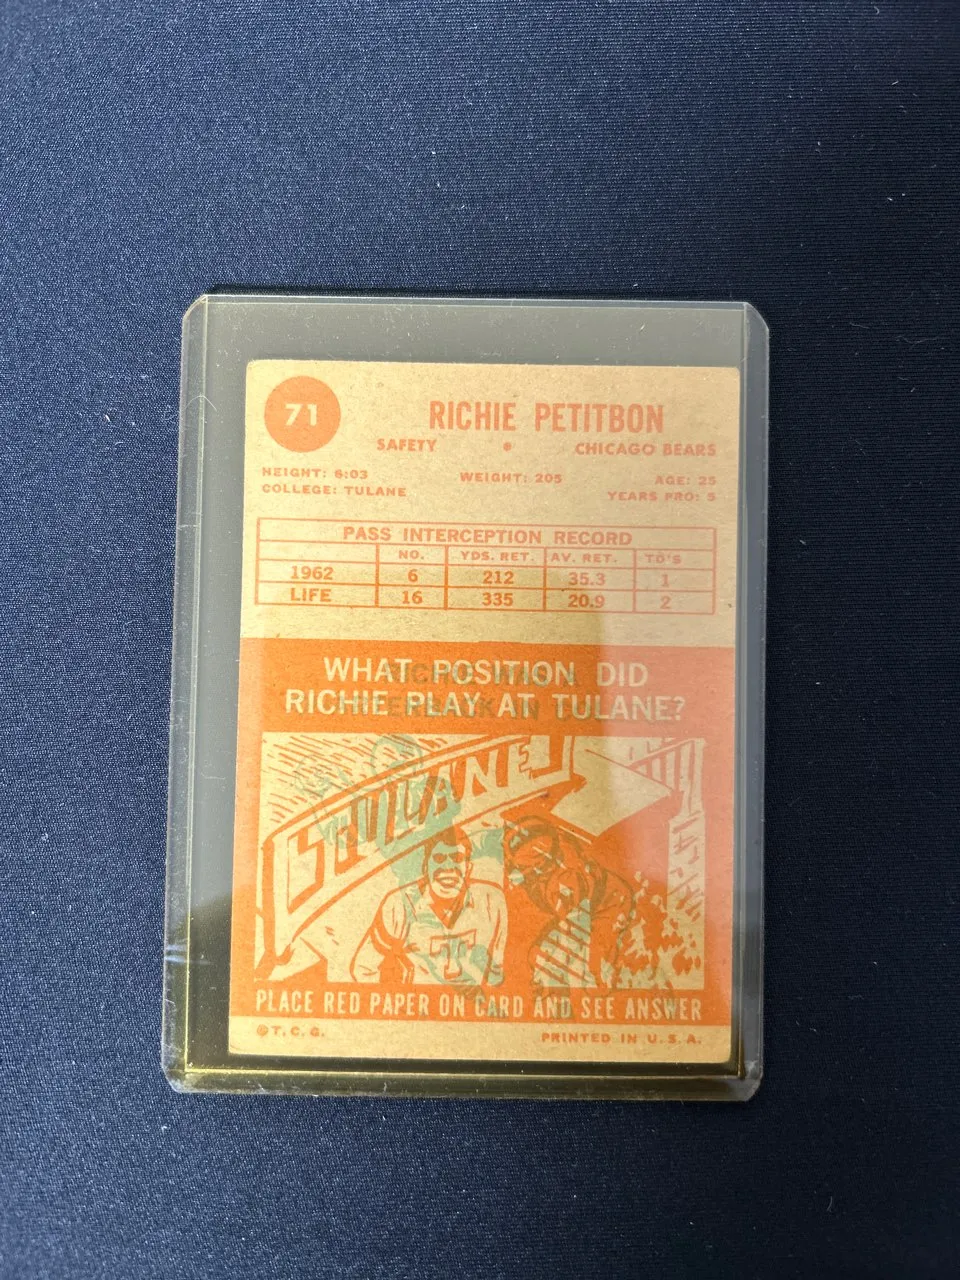 71
RICHIE PETITBON
SAFETY • CHICAGO BEARS
HEIGHT: 6:03 WEIGHT: 205 AGE: 25
COLLEGE: TULANE YEARS PRO: 5
PASS INTERCEPTION RECORD
NO. YDS. RET. AV. RET. TD'S
1962 6 212 35.3 1
LIFE 16 335 20.9 2
WHAT POSITION DID
RICHIE PLAY AT TULANE?
TULANE
T
PLACE RED PAPER ON CARD AND SEE ANSWER
©T.C.G. PRINTED IN U.S.A.